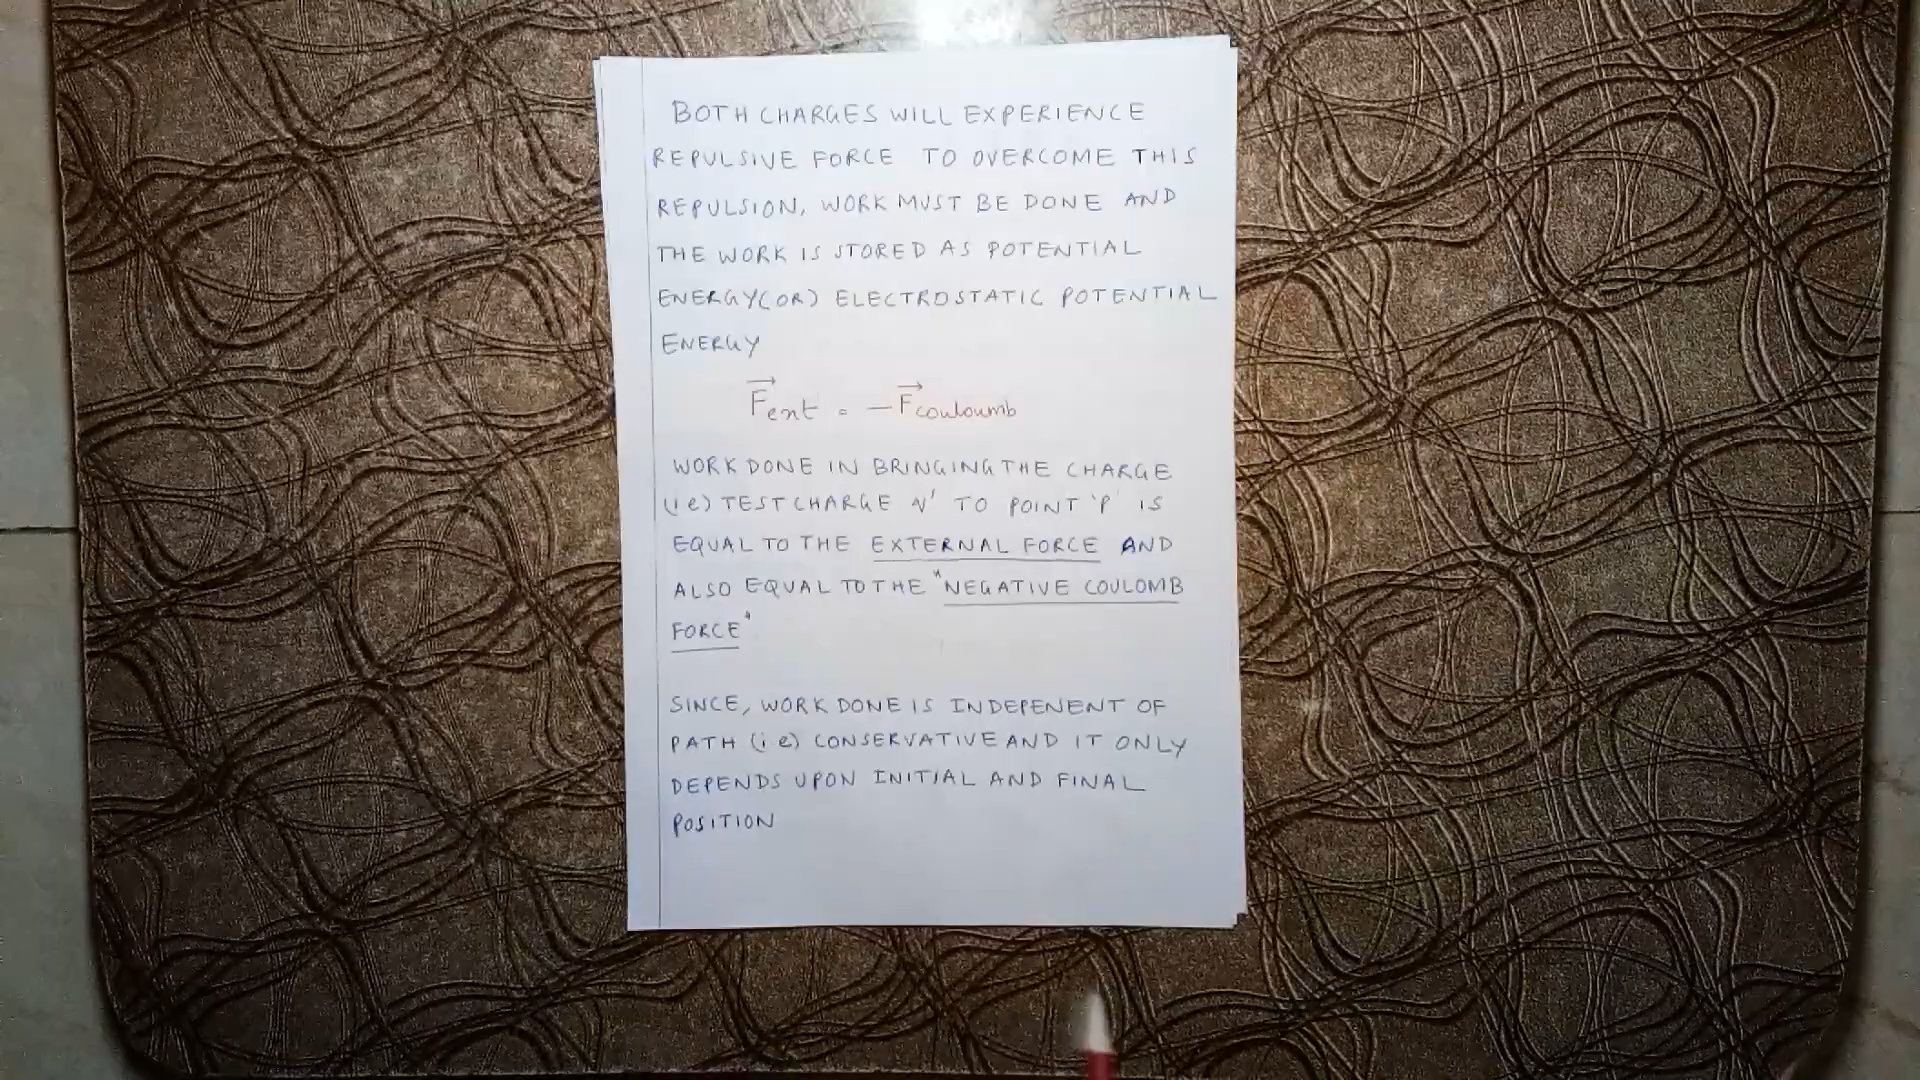 BOTH CHARGES WILL EXPERIENCE
REPULSIVE FORCE TO OVERCOME THIS
REPULSION, WORK MUST BE DONE AND
THE WORK IS STORED AS POTENTIAL
ENERGY(OR) ELECTROSTATIC POTENTIAL
ENERGY
F⃗ext = -F⃗couloumb
WORK DONE IN BRINGING THE CHARGE
(ie) TEST CHARGE TO POINT 'P' IS
EQUAL TO THE EXTERNAL FORCE AND
ALSO EQUAL TO THE "NEGATIVE COULOMB
FORCE"
SINCE, WORK DONE IS INDEPENENT OF
PATH (ie) CONSERVATIVE AND IT ONLY
DEPENDS UPON INITIAL AND FINAL
POSITION